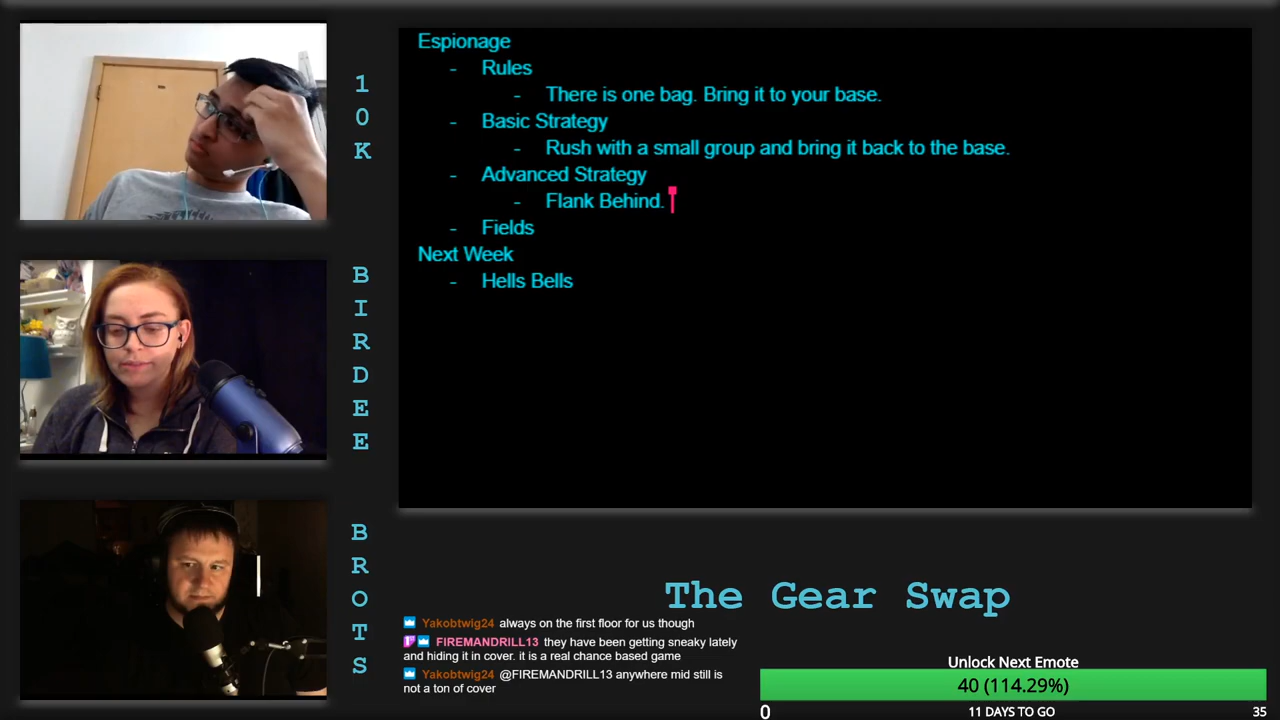 Espionage
- Rules
- There is one bag. Bring it to your base.
- Basic Strategy
- Rush with a small group and bring it back to the base.
- Advanced Strategy
- Flank Behind.
- Fields
Next Week
- Hells Bells
10K
BIRDEE
BROTS
The Gear Swap
Yakobtwig24 always on the first floor for us though
FIREMANDRILL13 they have been getting sneaky lately
and hiding it in cover. it is a real chance based game
Yakobtwig24 @FIREMANDRILL13 anywhere mid still is
not a ton of cover
Unlock Next Emote
40 (114.29%)
0 11 DAYS TO GO 35